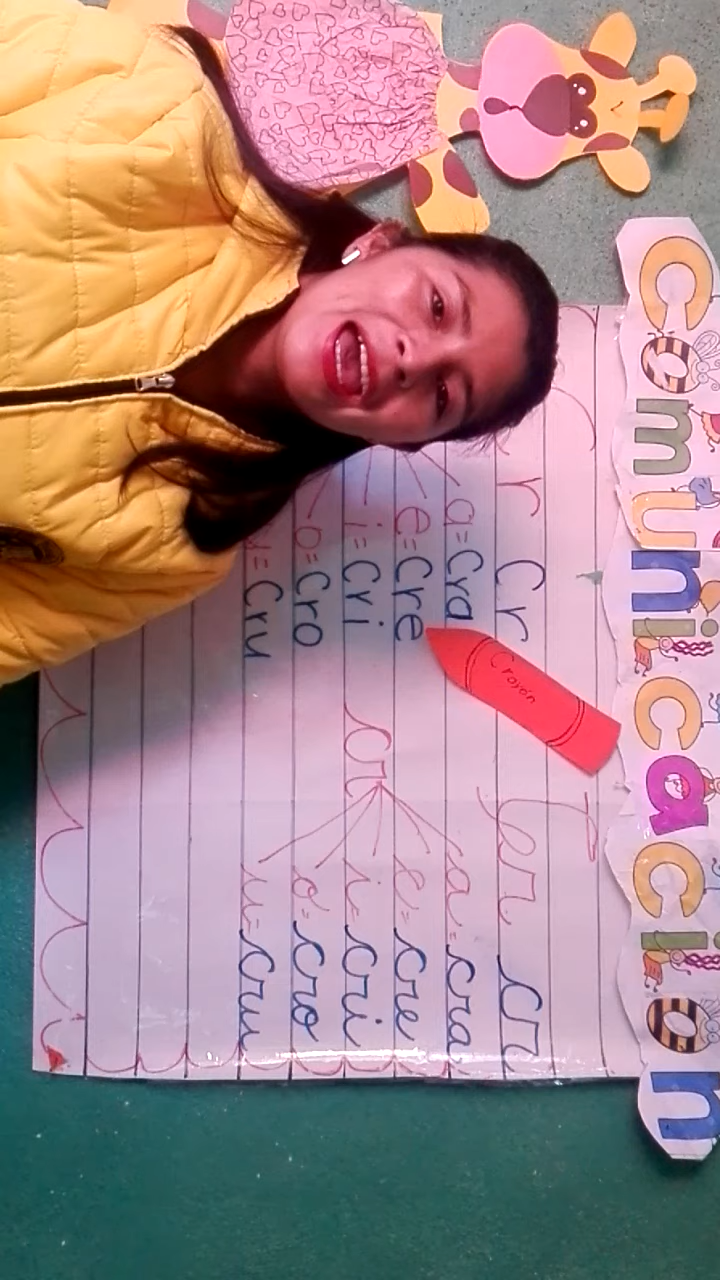 Comunicación
r Cr
a = Cra
e = Cre
i = Cri
o = Cro
u = Cru
Crayón
Cr cr
cr
a = cra
e = cre
i = cri
o = cro
u = cru